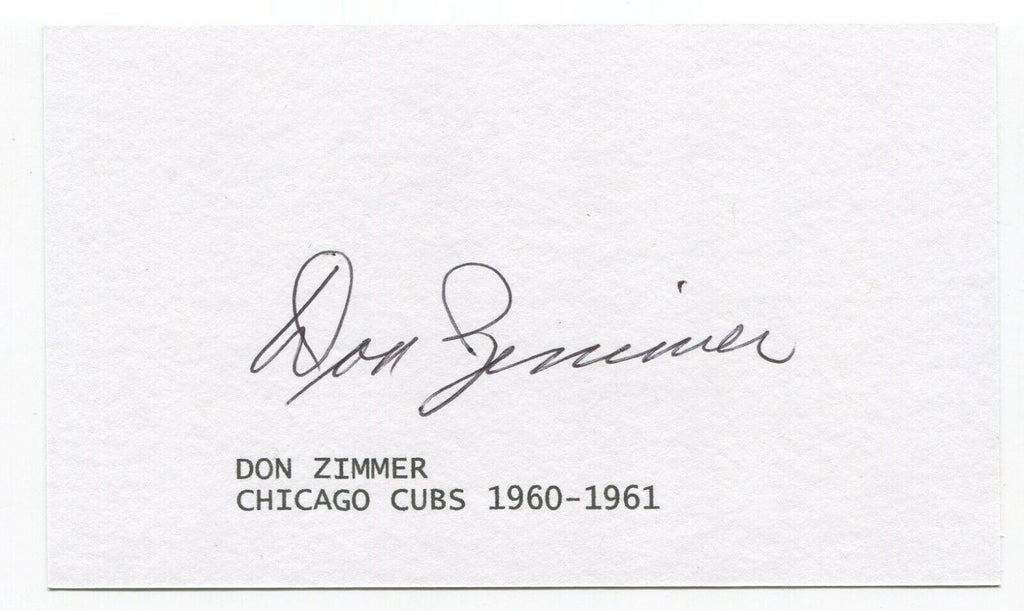 Don Zimmer
DON ZIMMER
CHICAGO CUBS 1960-1961